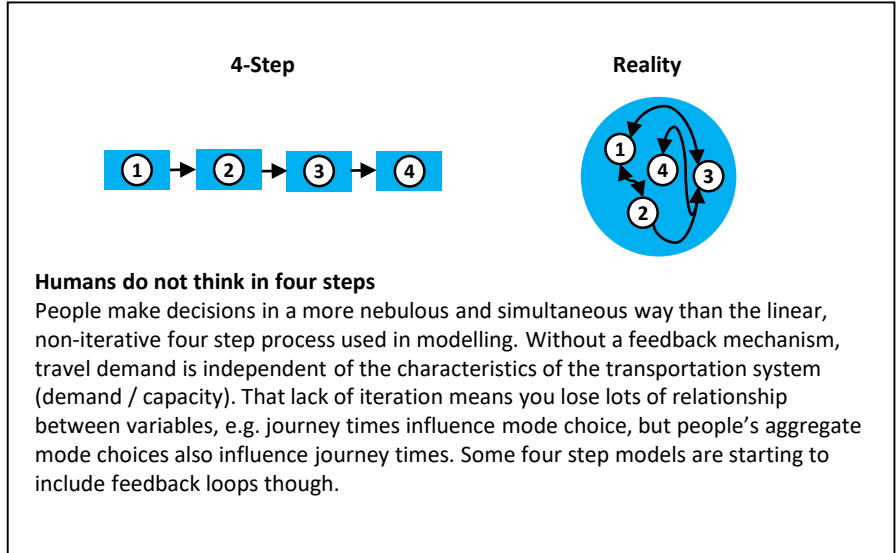 4-Step
Reality
1 2 3 4
1 4 3
2
Humans do not think in four steps
People make decisions in a more nebulous and simultaneous way than the linear,
non-iterative four step process used in modelling. Without a feedback mechanism,
travel demand is independent of the characteristics of the transportation system
(demand / capacity). That lack of iteration means you lose lots of relationship
between variables, e.g. journey times influence mode choice, but people’s aggregate
mode choices also influence journey times. Some four step models are starting to
include feedback loops though.